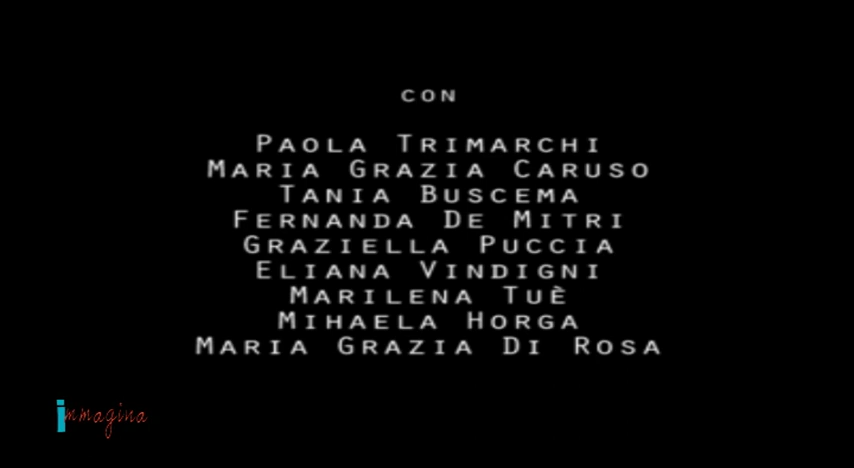 CON
PAOLA TRIMARCHI
MARIA GRAZIA CARUSO
TANIA BUSCEMA
FERNANDA DE MITRI
GRAZIELLA PUCCIA
ELIANA VINDIGNI
MARILENA TUÈ
MIHAELA HORGA
MARIA GRAZIA DI ROSA
immagina